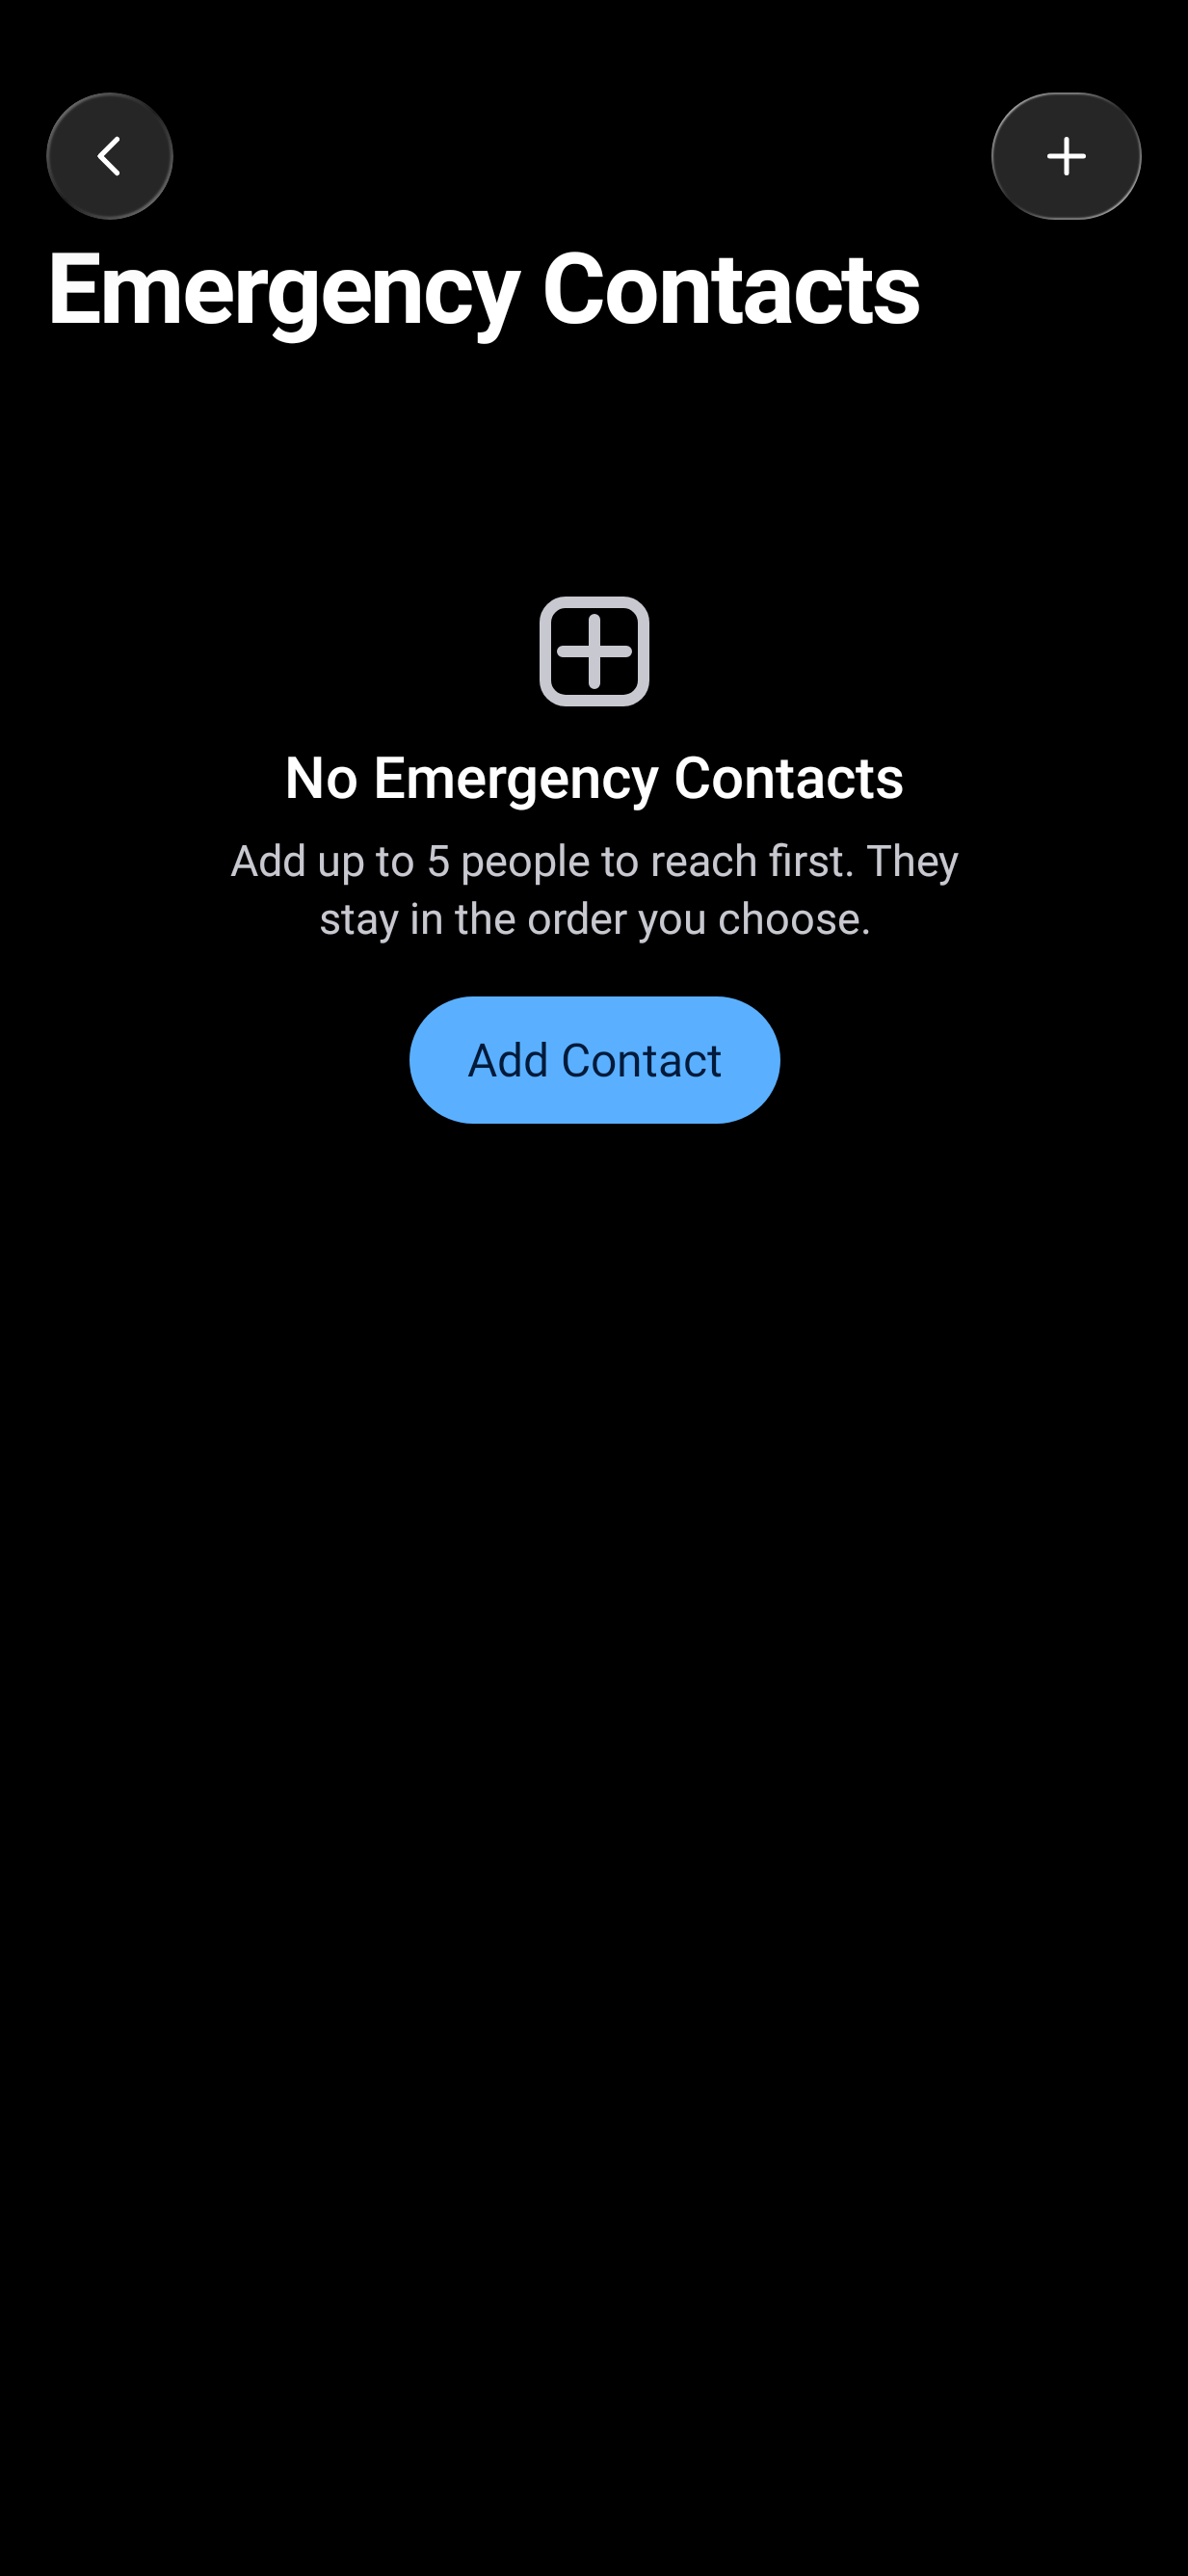 Emergency Contacts
No Emergency Contacts
Add up to 5 people to reach first. They
stay in the order you choose.
Add Contact